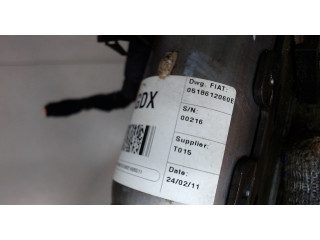 GDX
Dwg. FIAT:
0518612060E
S/N:
00216
Supplier:
T015
Date:
24/02/11